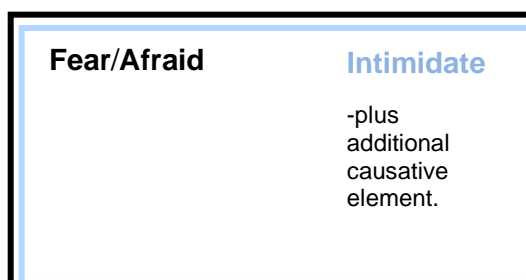 Fear/Afraid
Intimidate
-plus
additional
causative
element.